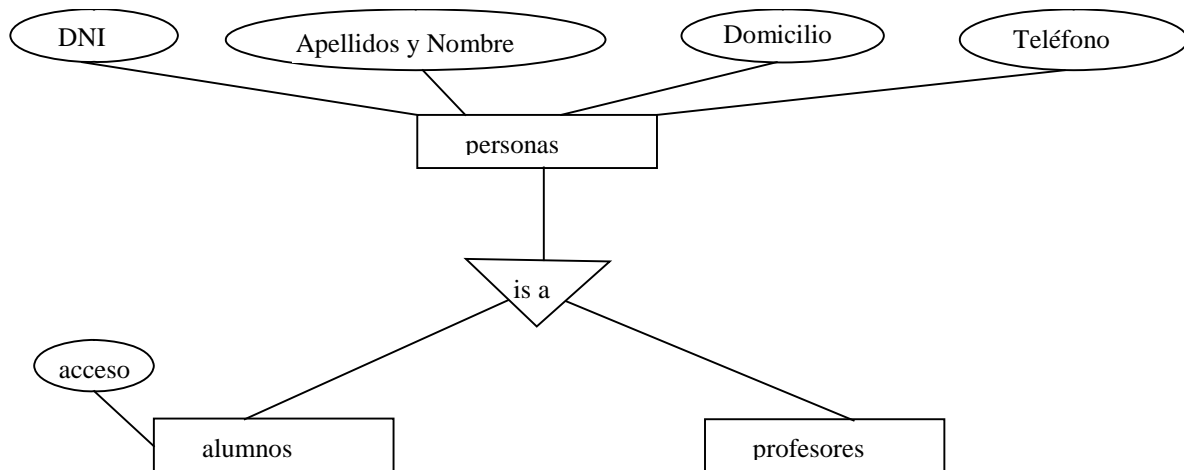 DNI
Apellidos y Nombre
Domicilio
Teléfono
personas
is a
acceso
alumnos
profesores